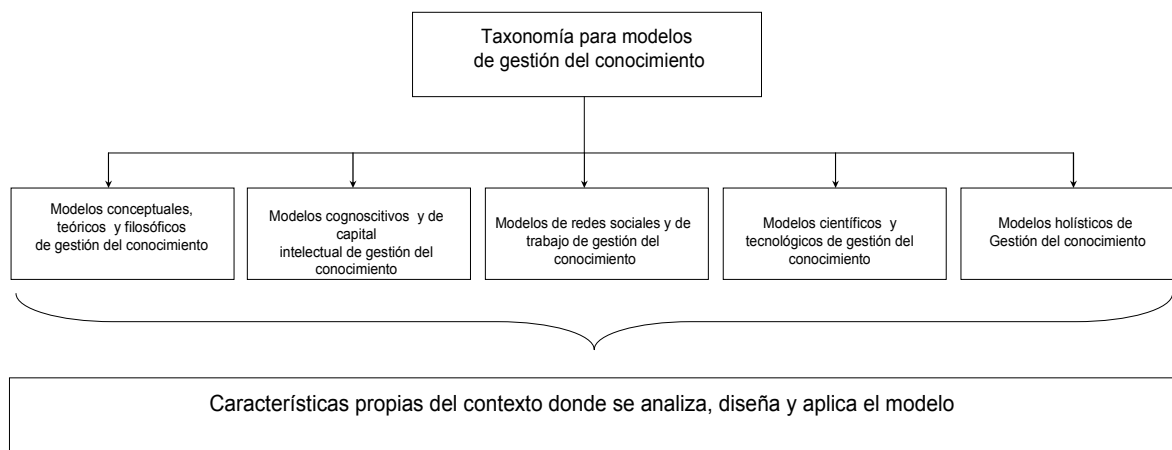 Taxonomía para modelos
de gestión del conocimiento
Modelos conceptuales,
teóricos y filosóficos
de gestión del conocimiento
Modelos cognoscitivos y de
capital
intelectual de gestión del
conocimiento
Modelos de redes sociales y de
trabajo de gestión del
conocimiento
Modelos científicos y
tecnológicos de gestión del
conocimiento
Modelos holísticos de
Gestión del conocimiento
Características propias del contexto donde se analiza, diseña y aplica el modelo